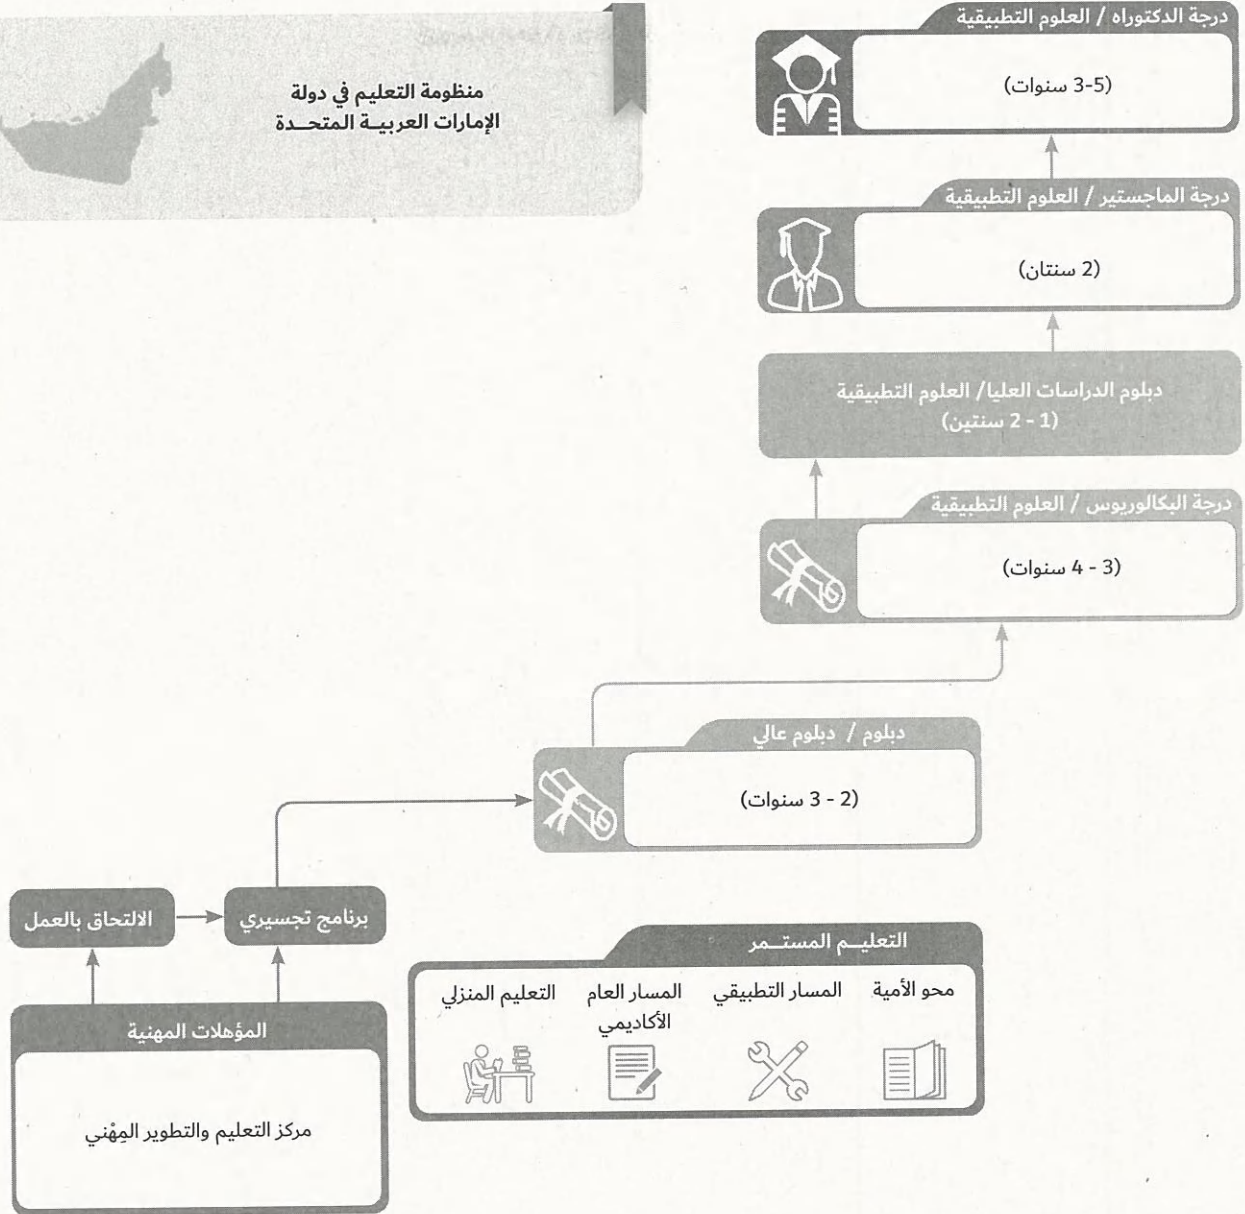 منظومة التعليم في دولة
الإمارات العربيــة المتحــدة
درجة الدكتوراه / العلوم التطبيقية
(3-5 سنوات)
درجة الماجستير / العلوم التطبيقية
(2 سنتان)
دبلوم الدراسات العليا/ العلوم التطبيقية
(1 - 2 سنتين)
درجة البكالوريوس / العلوم التطبيقية
(3 - 4 سنوات)
دبلوم / دبلوم عالي
(2 - 3 سنوات)
برنامج تجسيري
الالتحاق بالعمل
التعليــم المستــمر
محو الأمية
المسار التطبيقي
المسار العام
الأكاديمي
التعليم المنزلي
المؤهلات المهنية
مركز التعليم والتطوير المِهْني